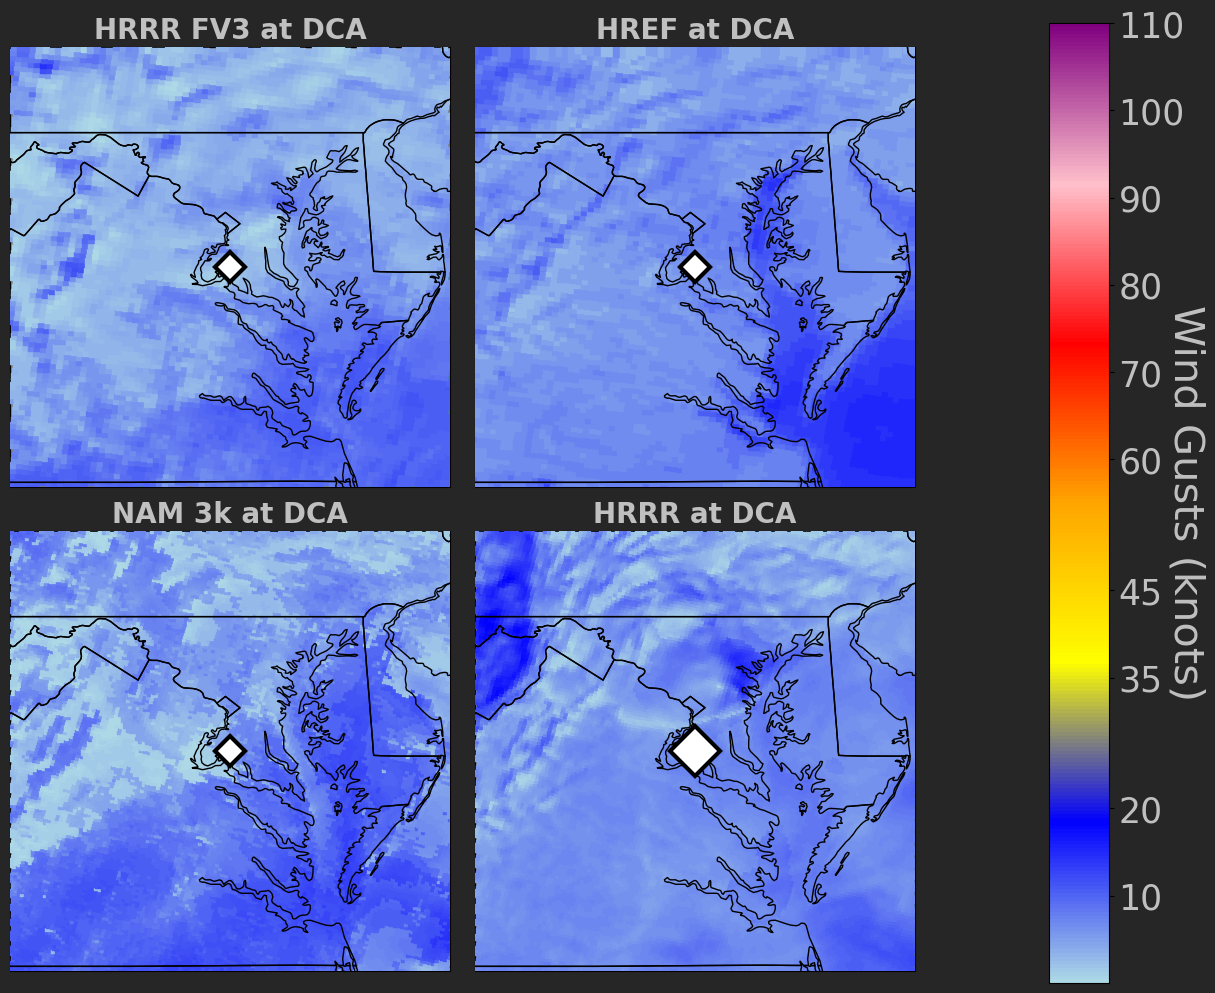 HRRR FV3 at DCA
HREF at DCA
NAM 3k at DCA
HRRR at DCA
110
100
90
80
70
60
45
35
20
10
Wind Gusts (knots)